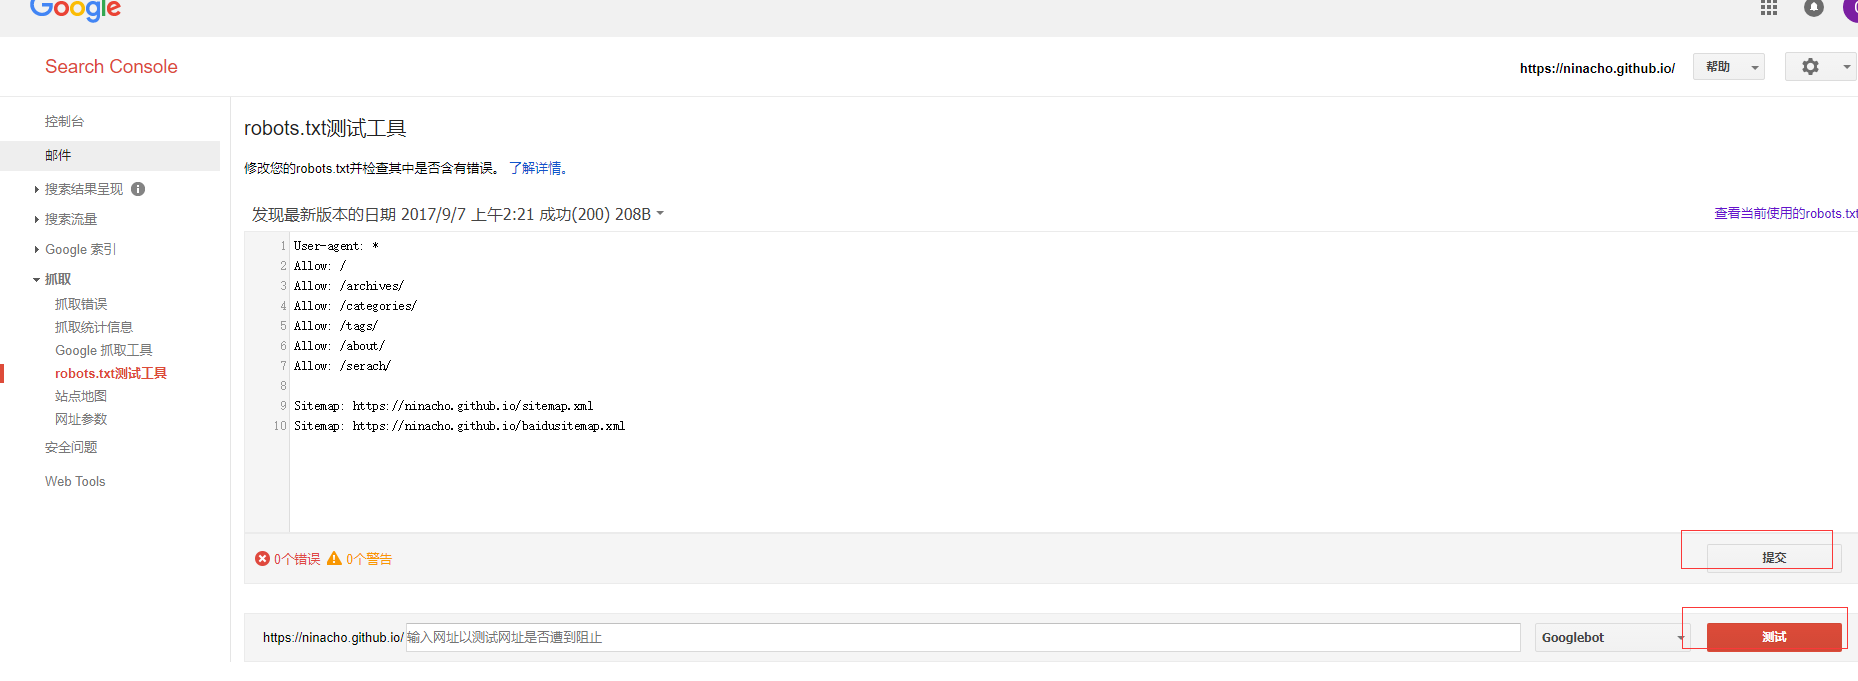 Google
Search Console
https://ninacho.github.io/
帮助
控制台
邮件
搜索结果呈现
搜索流量
Google 索引
抓取
抓取错误
抓取统计信息
Google 抓取工具
robots.txt测试工具
站点地图
网址参数
安全问题
Web Tools
robots.txt测试工具
修改您的robots.txt并检查其中是否含有错误。 了解详情。
发现最新版本的日期 2017/9/7 上午2:21 成功(200) 208B
查看当前使用的robots.txt
1 User-agent: *
2 Allow: /
3 Allow: /archives/
4 Allow: /categories/
5 Allow: /tags/
6 Allow: /about/
7 Allow: /serach/
8
9 Sitemap: https://ninacho.github.io/sitemap.xml
10 Sitemap: https://ninacho.github.io/baidusitemap.xml
0个错误 0个警告
提交
https://ninacho.github.io/ 输入网址以测试网址是否遭到阻止
Googlebot
测试